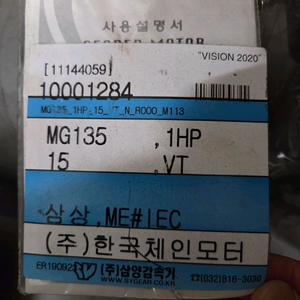 사용설명서
GEARED MOTOR
"VISION 2020"
[11144059]
10001284
MG135_1HP_15_VT_N_R000_M113
MG135 ,1HP
15 ,VT
삼상,ME#IEC
(주)한국체인모터
ER190925
SY (주)삼양감속기
WWW.SYGEAR.CO.KR
(032)816-3030